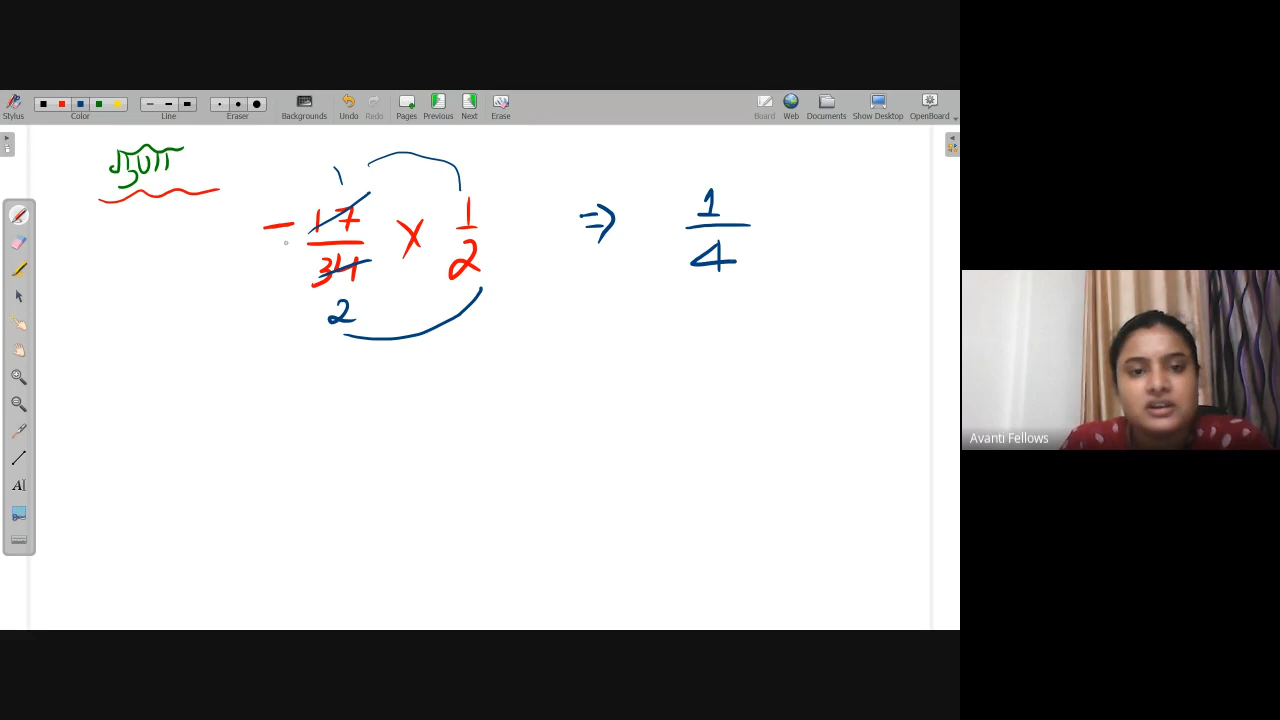 Stylus
Color
Line
Eraser
Backgrounds
Undo
Redo
Pages
Previous
Next
Erase
Board
Web
Documents
Show Desktop
OpenBoard
गुणा
- 17/34 × 1/2 ⇒ 1/4
1
2
AI
Avanti Fellows